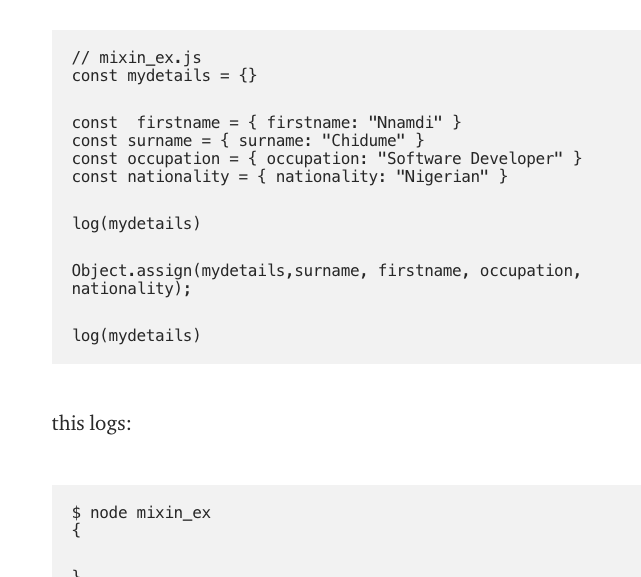 // mixin_ex.js
const mydetails = {}
const  firstname = { firstname: "Nnamdi" }
const surname = { surname: "Chidume" }
const occupation = { occupation: "Software Developer" }
const nationality = { nationality: "Nigerian" }
log(mydetails)
Object.assign(mydetails,surname, firstname, occupation,
nationality);
log(mydetails)
this logs:
$ node mixin_ex
{
}